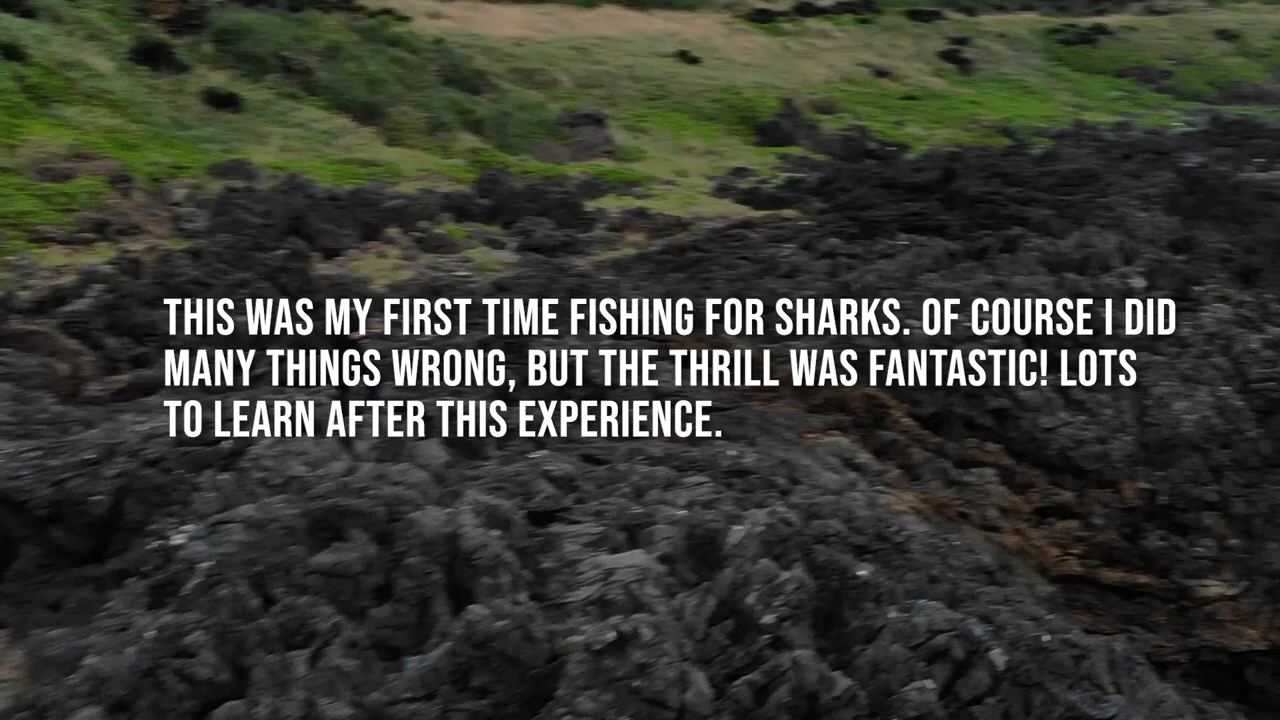 THIS WAS MY FIRST TIME FISHING FOR SHARKS. OF COURSE I DID
MANY THINGS WRONG, BUT THE THRILL WAS FANTASTIC! LOTS
TO LEARN AFTER THIS EXPERIENCE.